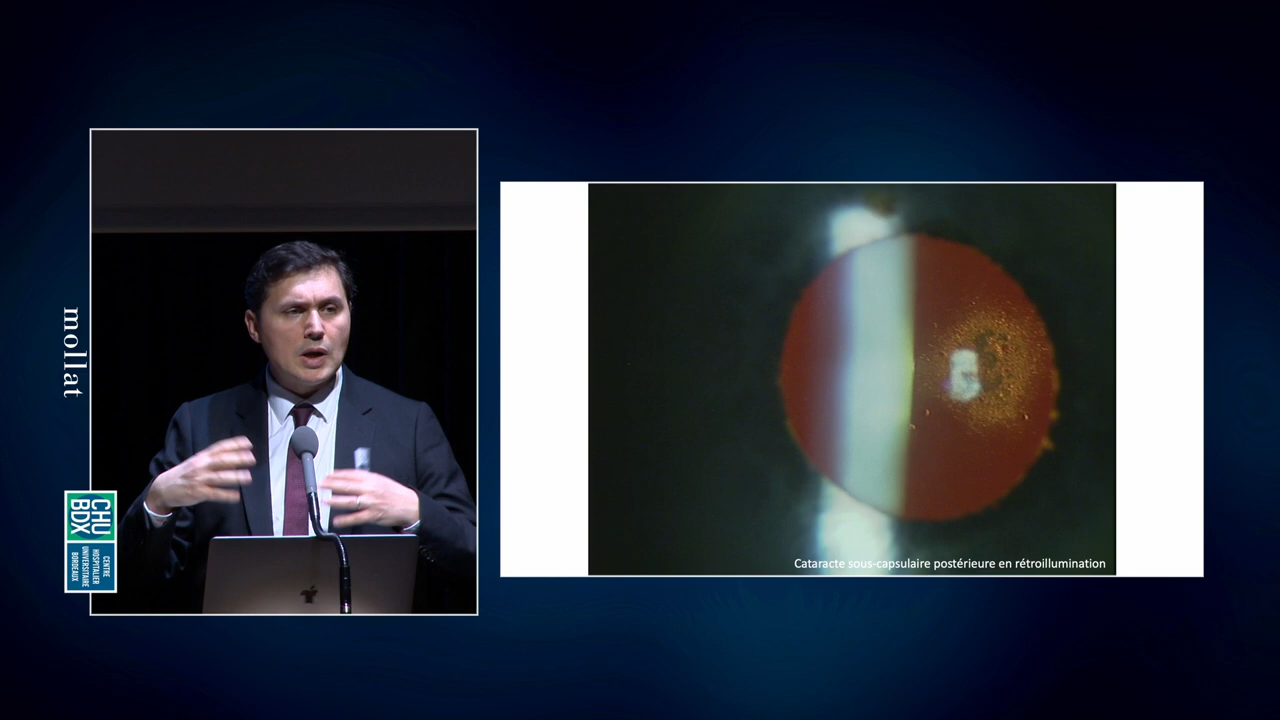 mollat
CHU
BDX
CENTRE
HOSPITALIER
UNIVERSITAIRE
BORDEAUX
Cataracte sous-capsulaire postérieure en rétroillumination